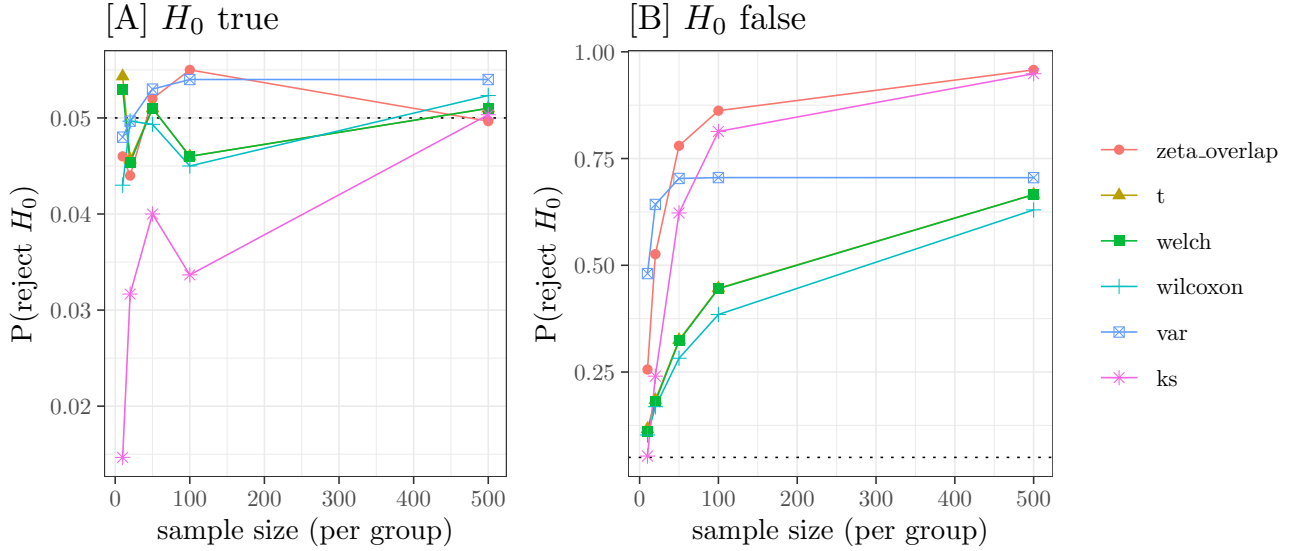 [A] H₀ true
P(reject H₀)
0.05
0.04
0.03
0.02
0 100 200 300 400 500
sample size (per group)
[B] H₀ false
P(reject H₀)
1.00
0.75
0.50
0.25
0 100 200 300 400 500
sample size (per group)
zeta_overlap
t
welch
wilcoxon
var
ks